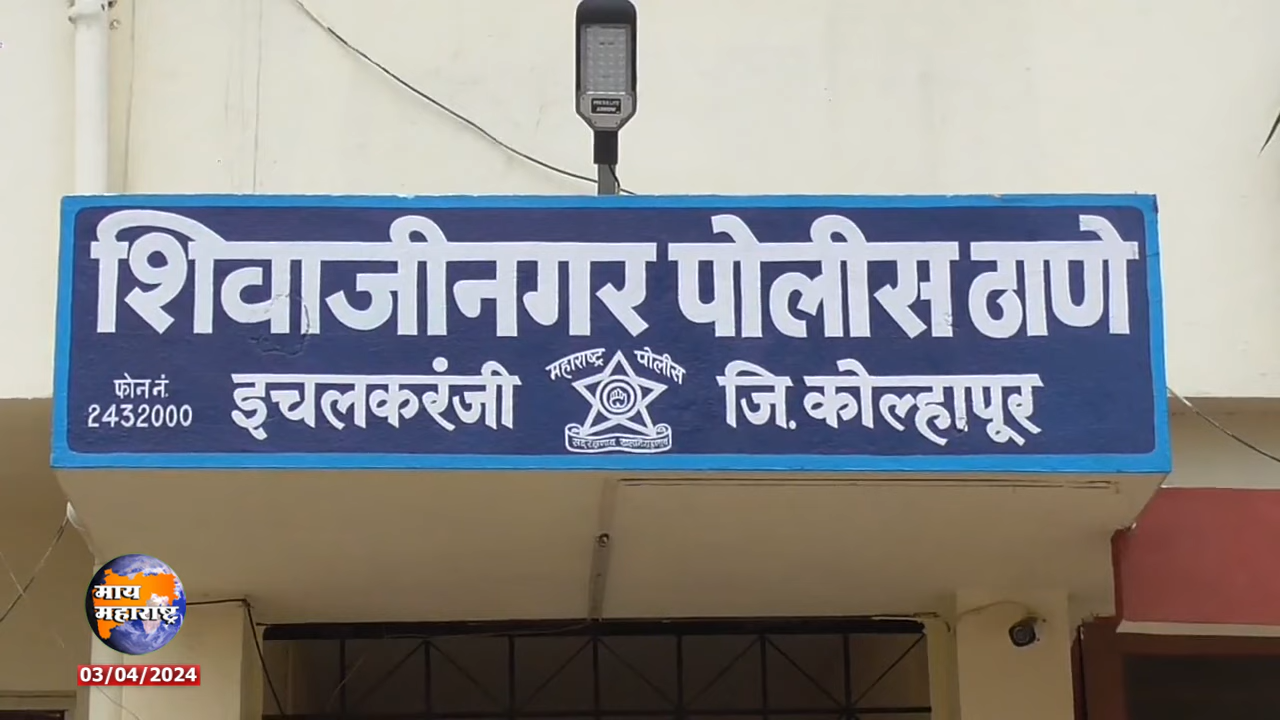 शिवाजीनगर पोलीस ठाणे
फोन नं.
2432000
इचलकरंजी
महाराष्ट्र पोलीस
जि. कोल्हापूर
माय
महाराष्ट्र
03/04/2024